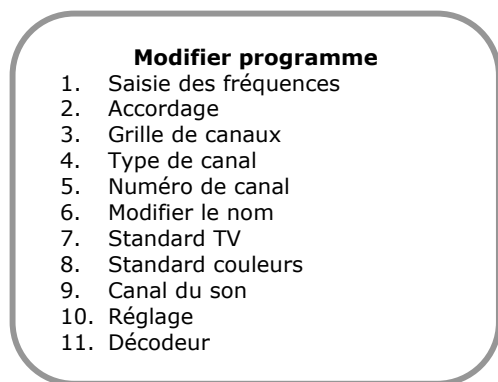 Modifier programme
1. Saisie des fréquences
2. Accordage
3. Grille de canaux
4. Type de canal
5. Numéro de canal
6. Modifier le nom
7. Standard TV
8. Standard couleurs
9. Canal du son
10. Réglage
11. Décodeur